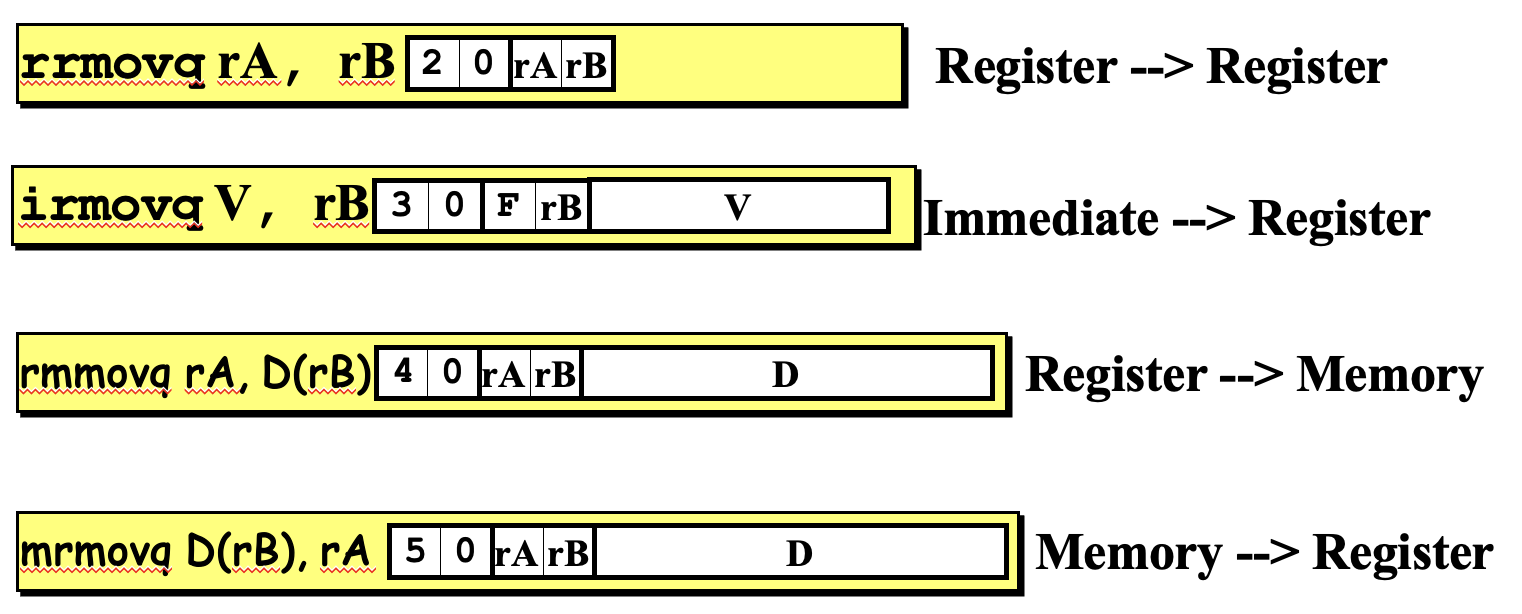 rrmovq rA, rB 2 0 rA rB Register --> Register
irmovq V, rB 3 0 F rB V Immediate --> Register
rmmovq rA, D(rB) 4 0 rA rB D Register --> Memory
mrmovq D(rB), rA 5 0 rA rB D Memory --> Register